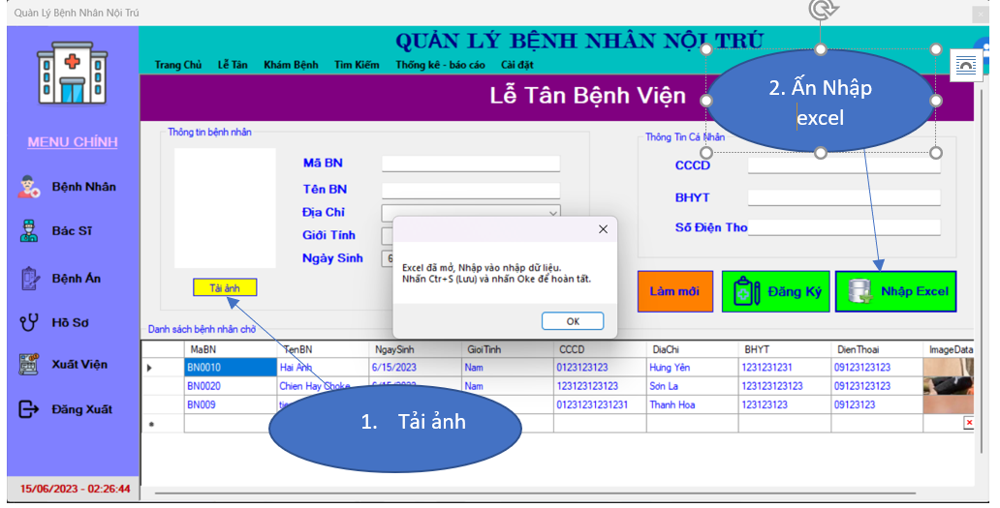 Quản Lý Bệnh Nhân Nội Trú
QUẢN LÝ BỆNH NHÂN NỘI TRÚ
Trang Chủ Lễ Tân Khám Bệnh Tìm Kiếm Thống kê - báo cáo Cài đặt
Lễ Tân Bệnh Viện
2. Ấn Nhập
excel
MENU CHÍNH
Bệnh Nhân
Bác Sĩ
Bệnh Án
Hồ Sơ
Xuất Viện
Đăng Xuất
15/06/2023 - 02:26:44
Thông tin bệnh nhân
Mã BN
Tên BN
Địa Chỉ
Giới Tính
Ngày Sinh 6
Tải ảnh
Thông Tin Cá Nhân
CCCD
BHYT
Số Điện Tho
Làm mới
Đăng Ký
Nhập Excel
Excel đã mở, Nhập vào nhập dữ liệu.
Nhấn Ctr+S (Lưu) và nhấn Oke để hoàn tất.
OK
Danh sách bệnh nhân chờ
MaBN TenBN NgaySinh GioiTinh CCCD DiaChi BHYT DienThoai ImageData
BN0010 Hai Anh 6/15/2023 Nam 0123123123 Hưng Yên 1231231231 09123123123
BN0020 Chien Hay Choke 6/15/2023 Nam 123123123123 Sơn La 123123123123 09123123123
BN009 01231231231231 Thanh Hoa 123123123 09123123
1. Tải ảnh